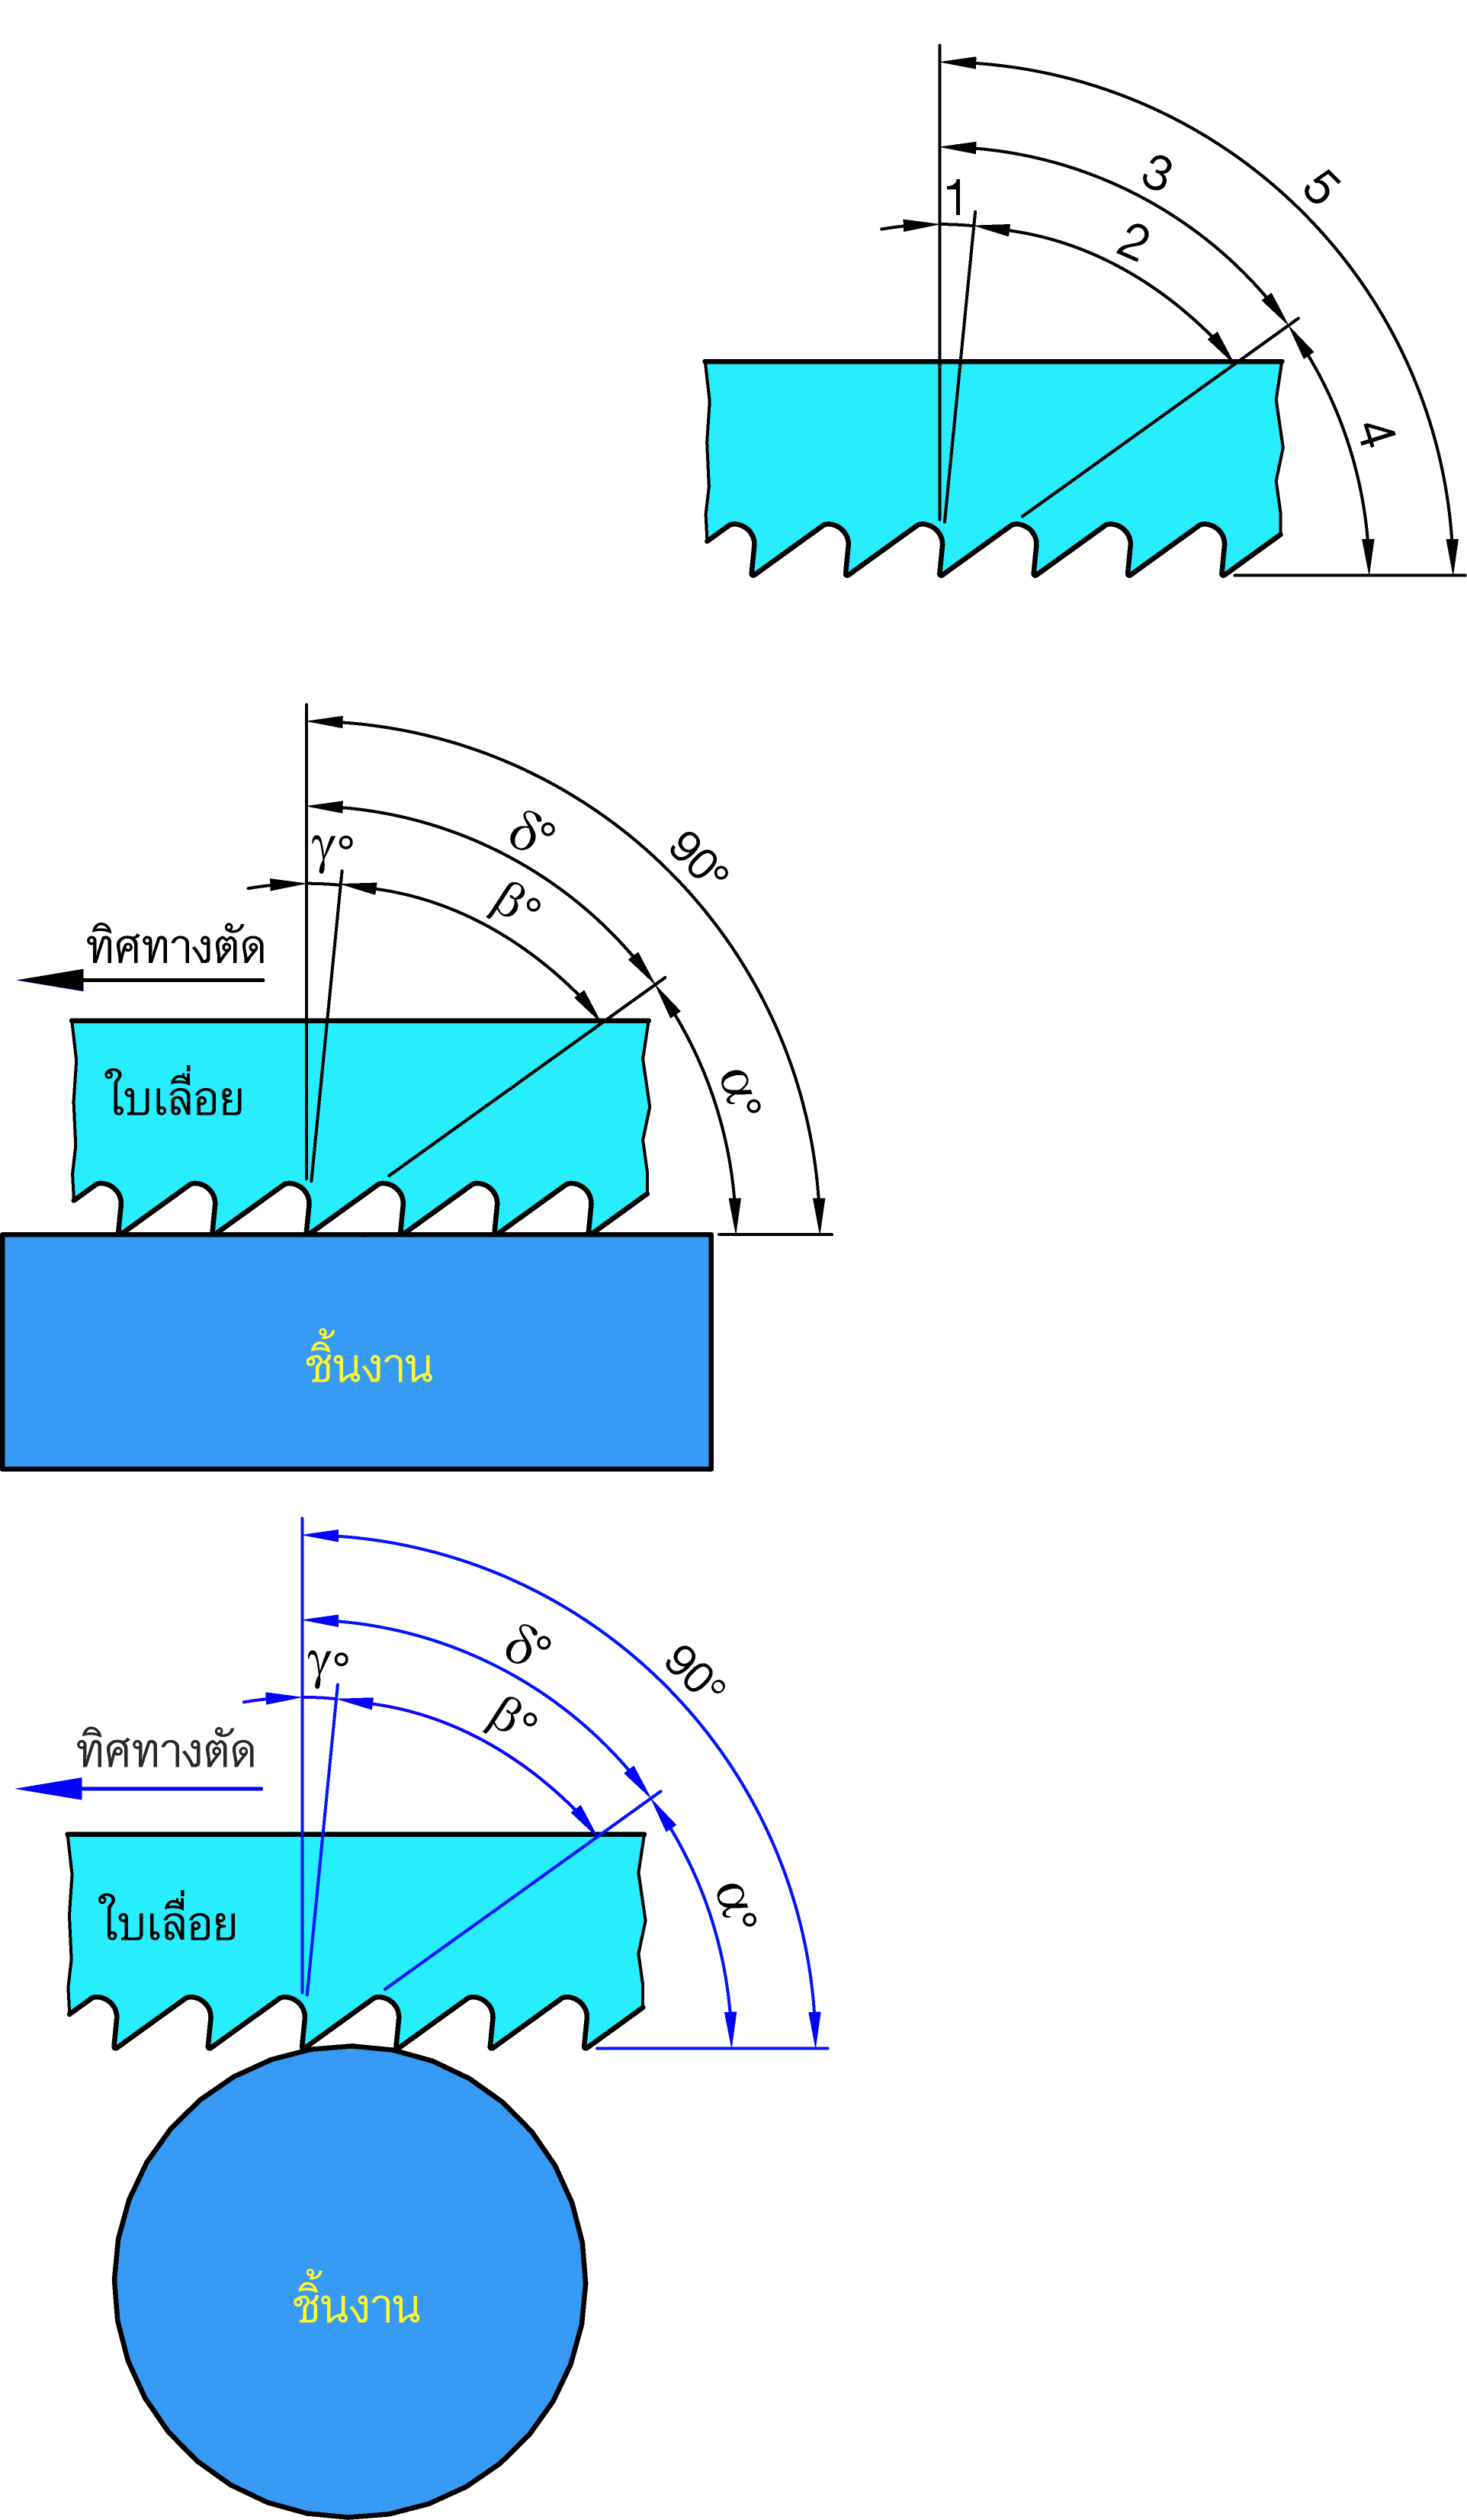 5
3
1
2
4
δ°
90°
γ°
β°
ทิศทางตัด
ใบเลื่อย
α°
ชิ้นงาน
δ°
90°
γ°
β°
ทิศทางตัด
ใบเลื่อย
α°
ชิ้นงาน